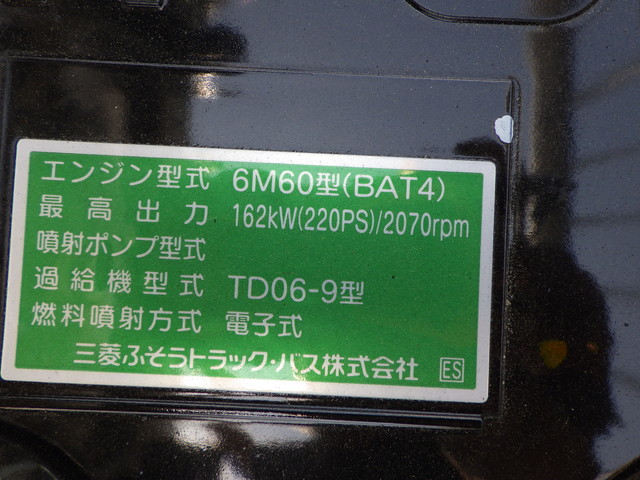 エンジン型式 6M60型(BAT4)
最高出力 162kW(220PS)/2070rpm
噴射ポンプ型式
過給機型式 TD06-9型
燃料噴射方式 電子式
三菱ふそうトラック・バス株式会社 ES